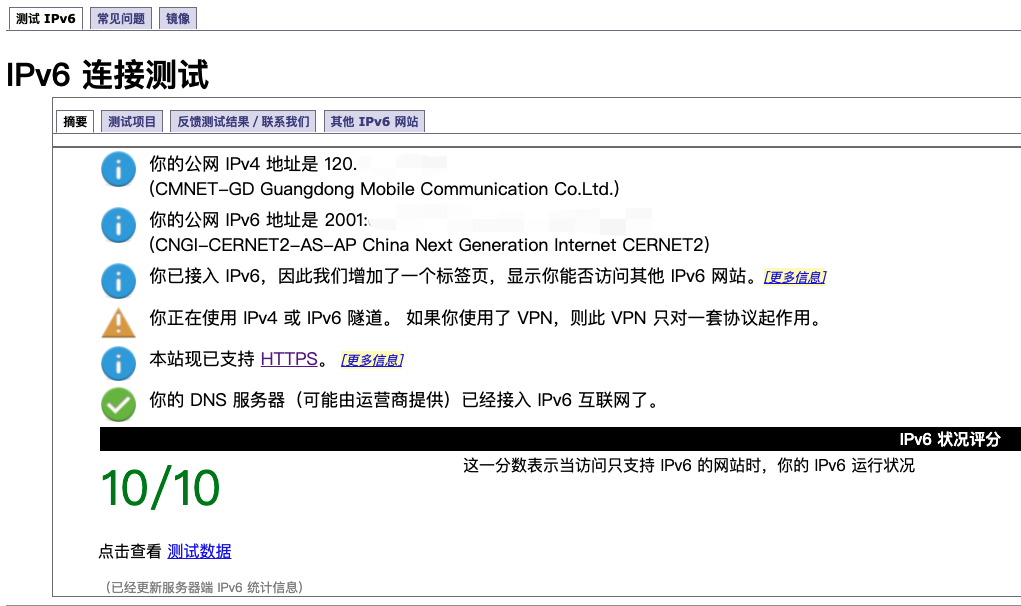 测试 IPv6 常见问题 镜像
IPv6 连接测试
摘要 测试项目 反馈测试结果 / 联系我们 其他 IPv6 网站
你的公网 IPv4 地址是 120.
(CMNET-GD Guangdong Mobile Communication Co.Ltd.)
你的公网 IPv6 地址是 2001:
(CNGI-CERNET2-AS-AP China Next Generation Internet CERNET2)
你已接入 IPv6，因此我们增加了一个标签页，显示你能否访问其他 IPv6 网站。[更多信息]
你正在使用 IPv4 或 IPv6 隧道。 如果你使用了 VPN，则此 VPN 只对一套协议起作用。
本站现已支持 HTTPS。 [更多信息]
你的 DNS 服务器（可能由运营商提供）已经接入 IPv6 互联网了。
IPv6 状况评分
10/10 这一分数表示当访问只支持 IPv6 的网站时，你的 IPv6 运行状况
点击查看 测试数据
（已经更新服务器端 IPv6 统计信息）